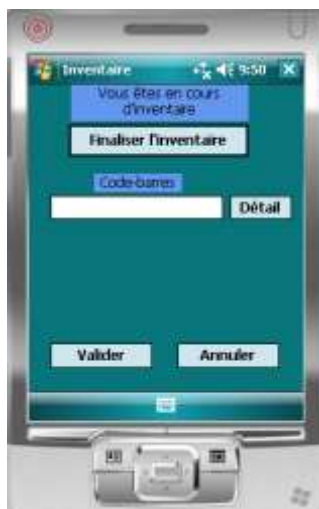 Inventaire 9:50
Vous êtes en cours
d'inventaire
Finaliser l'inventaire
Code-barres
Détail
Valider Annuler